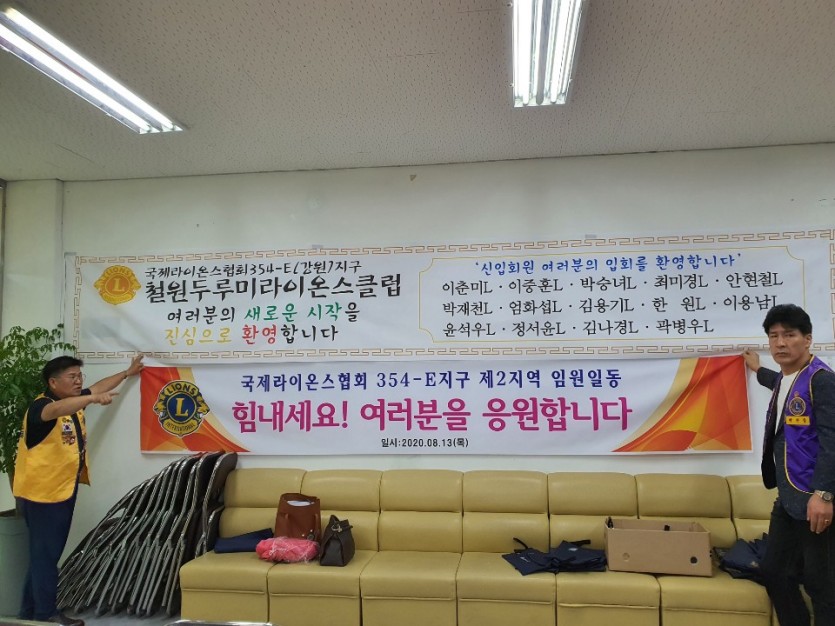 국제라이온스협회354-E(강원)지구
철원두루미라이온스클럽
여러분의 새로운 시작을
진심으로 환영합니다
'신입회원 여러분의 입회를 환영합니다'
이춘미L · 이중훈L · 박승녀L · 최미경L · 안현철L
박재천L · 엄화섭L · 김용기L · 한 원L · 이용남L
윤석우L · 정서윤L · 김나경L · 곽병우L
LIONS
L
INTERNATIONAL
국제라이온스협회 354-E지구 제2지역 임원일동
힘내세요! 여러분을 응원합니다
일시:2020.08.13(목)